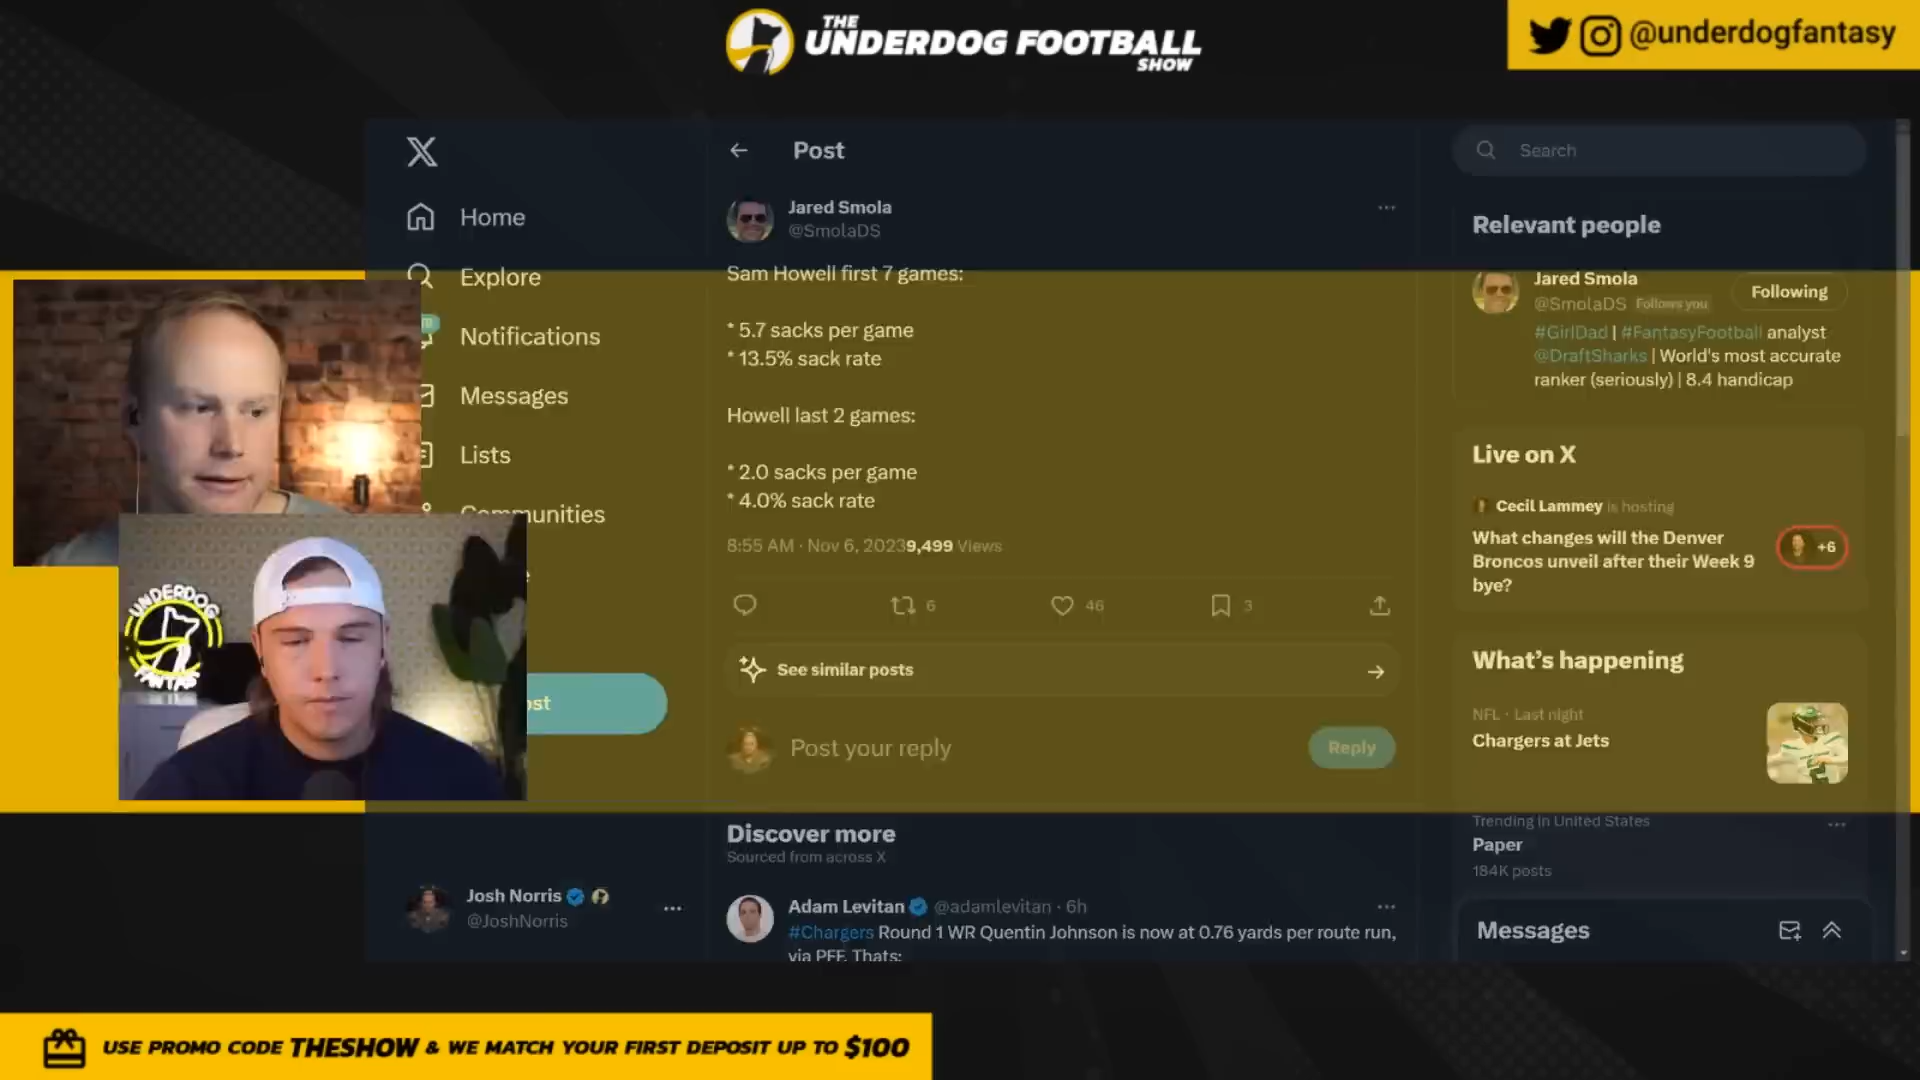 THE
UNDERDOG FOOTBALL
SHOW
@underdogfantasy
Home
Explore
Notifications
Messages
Lists
Communities
Post
Jared Smola
@SmolaDS
Sam Howell first 7 games:
* 5.7 sacks per game
* 13.5% sack rate
Howell last 2 games:
* 2.0 sacks per game
* 4.0% sack rate
8:55 AM · Nov 6, 20239,499 Views
6
46
3
See similar posts
Post your reply
Reply
Discover more
Sourced from across X
Adam Levitan @adamlevitan · 6h
#Chargers Round 1 WR Quentin Johnson is now at 0.76 yards per route run,
via PFF. Thats:
Search
Relevant people
Jared Smola
@SmolaDS Follows you
Following
#GirlDad | #FantasyFootball analyst
@DraftSharks | World's most accurate
ranker (seriously) | 8.4 handicap
Live on X
Cecil Lammey is hosting
What changes will the Denver
Broncos unveil after their Week 9
bye?
+6
What's happening
NFL · Last night
Chargers at Jets
Trending in United States
Paper
184K posts
Messages
UNDERDOG
FANTAS
st
Josh Norris
@JoshNorris
USE PROMO CODE THESHOW & WE MATCH YOUR FIRST DEPOSIT UP TO $100